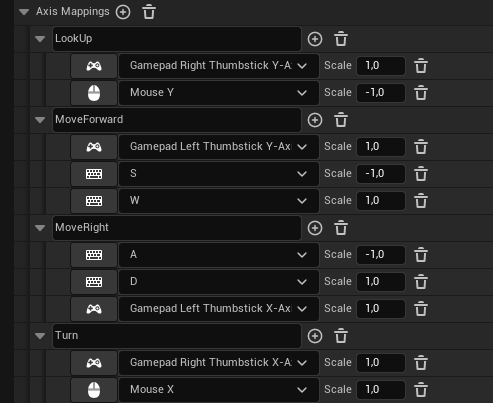 Axis Mappings
LookUp
Gamepad Right Thumbstick Y-A Scale 1,0
Mouse Y Scale -1,0
MoveForward
Gamepad Left Thumbstick Y-Axi Scale 1,0
S Scale -1,0
W Scale 1,0
MoveRight
A Scale -1,0
D Scale 1,0
Gamepad Left Thumbstick X-Axi Scale 1,0
Turn
Gamepad Right Thumbstick X-A Scale 1,0
Mouse X Scale 1,0